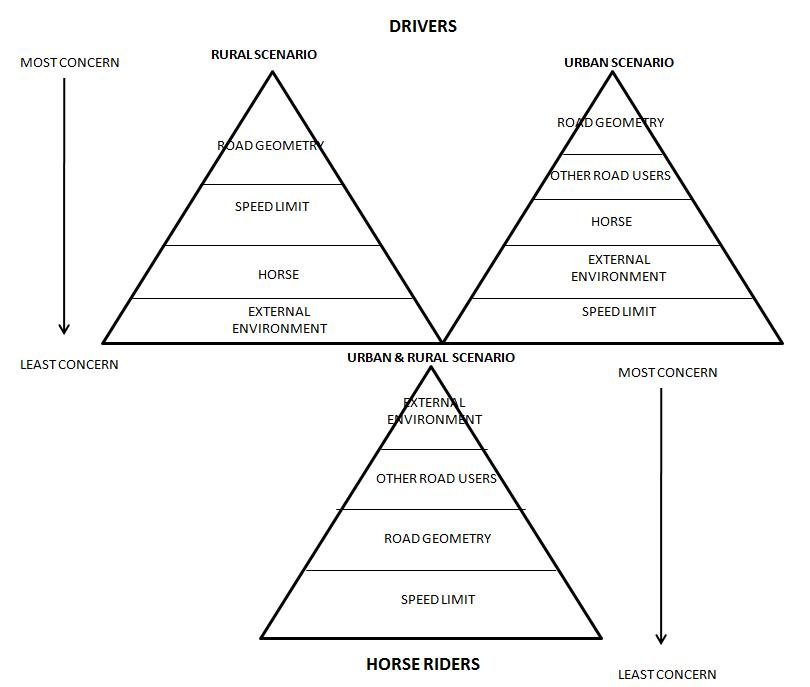 DRIVERS
RURAL SCENARIO
URBAN SCENARIO
MOST CONCERN
ROAD GEOMETRY
SPEED LIMIT
HORSE
EXTERNAL
ENVIRONMENT
ROAD GEOMETRY
OTHER ROAD USERS
HORSE
EXTERNAL
ENVIRONMENT
SPEED LIMIT
LEAST CONCERN
URBAN & RURAL SCENARIO
MOST CONCERN
EXTERNAL
ENVIRONMENT
OTHER ROAD USERS
ROAD GEOMETRY
SPEED LIMIT
HORSE RIDERS
LEAST CONCERN